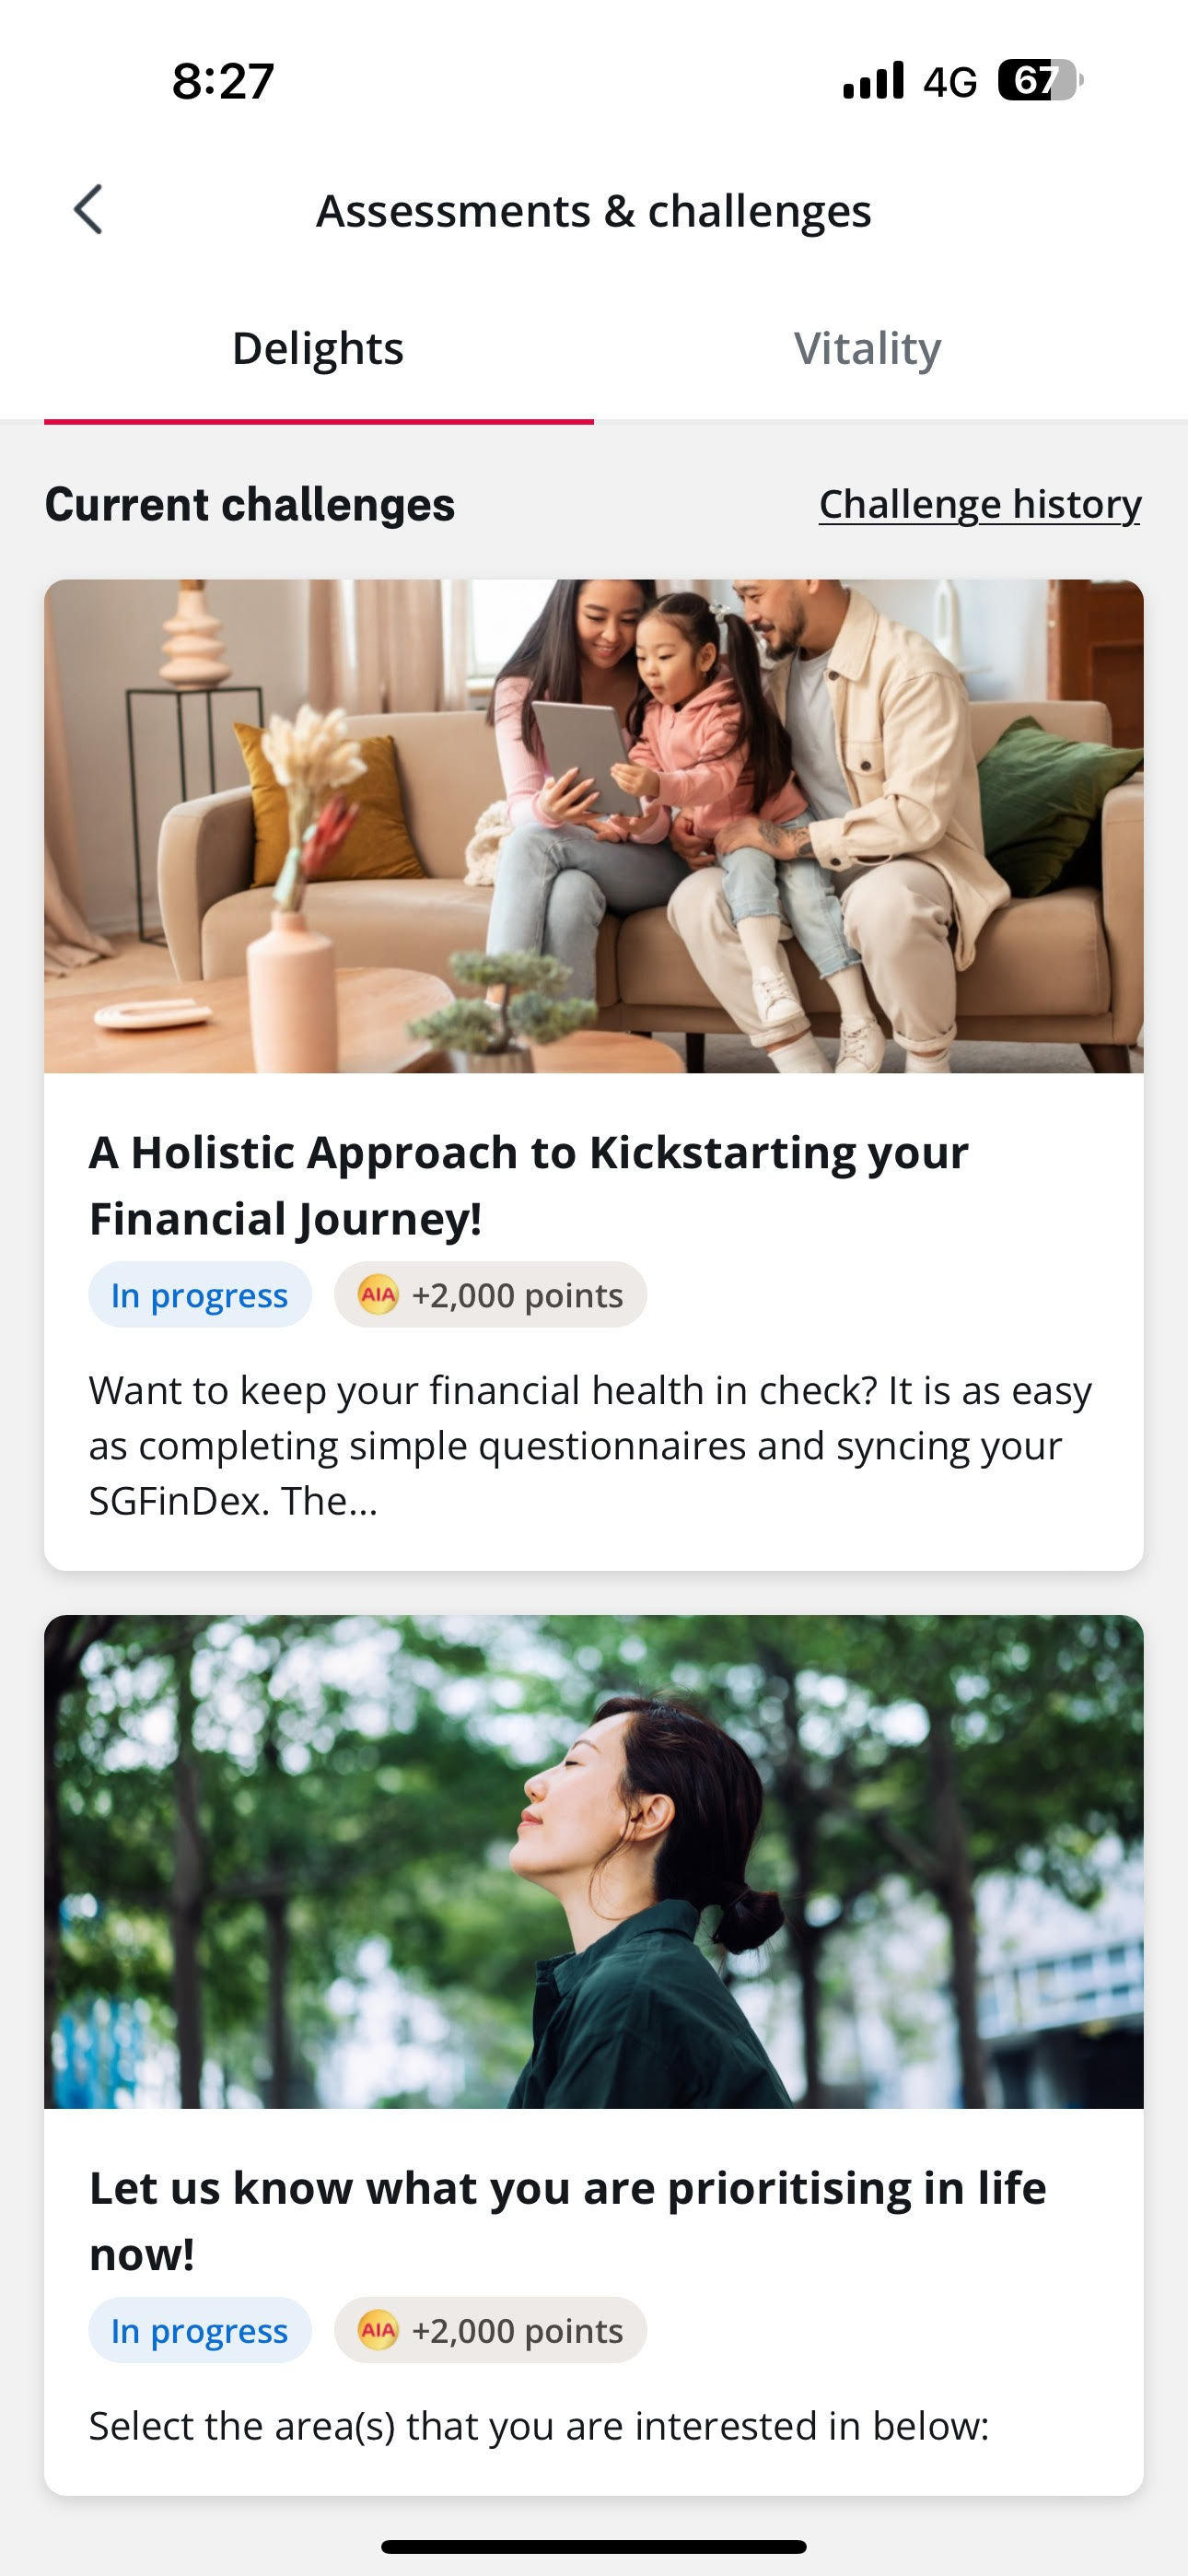 8:27
4G
67
Assessments & challenges
Delights
Vitality
Current challenges
Challenge history
A Holistic Approach to Kickstarting your
Financial Journey!
In progress
AIA +2,000 points
Want to keep your financial health in check? It is as easy
as completing simple questionnaires and syncing your
SGFinDex. The...
Let us know what you are prioritising in life
now!
In progress
AIA +2,000 points
Select the area(s) that you are interested in below: